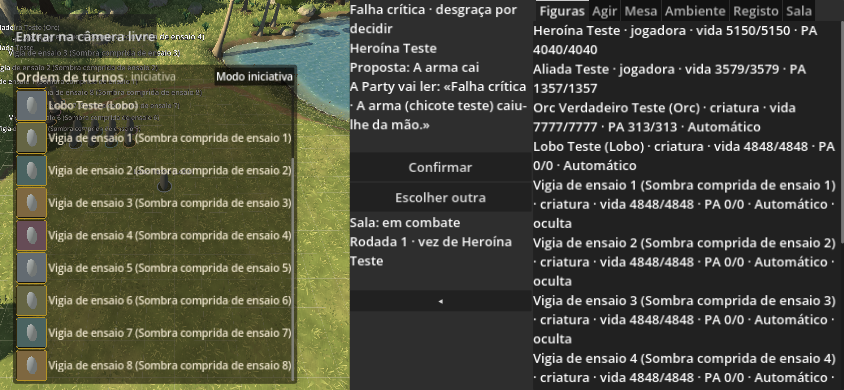 Entrar na câmera livre
Ordem de turnos iniciativa
Modo iniciativa
Lobo Teste (Lobo)
Vigia de ensaio 1 (Sombra comprida de ensaio 1)
Vigia de ensaio 2 (Sombra comprida de ensaio 2)
Vigia de ensaio 3 (Sombra comprida de ensaio 3)
Vigia de ensaio 4 (Sombra comprida de ensaio 4)
Vigia de ensaio 5 (Sombra comprida de ensaio 5)
Vigia de ensaio 6 (Sombra comprida de ensaio 6)
Vigia de ensaio 7 (Sombra comprida de ensaio 7)
Vigia de ensaio 8 (Sombra comprida de ensaio 8)
Falha crítica · desgraça por
decidir
Heroína Teste
Proposta: A arma cai
A Party vai ler: «Falha crítica
· A arma (chicote teste) caiu-
lhe da mão.»
Confirmar
Escolher outra
Sala: em combate
Rodada 1 · vez de Heroína
Teste
Figuras Agir Mesa Ambiente Registo Sala
Heroína Teste · jogadora · vida 5150/5150 · PA
4040/4040
Aliada Teste · jogadora · vida 3579/3579 · PA
1357/1357
Orc Verdadeiro Teste (Orc) · criatura · vida
7777/7777 · PA 313/313 · Automático
Lobo Teste (Lobo) · criatura · vida 4848/4848 · PA
0/0 · Automático
Vigia de ensaio 1 (Sombra comprida de ensaio 1)
· criatura · vida 4848/4848 · PA 0/0 · Automático ·
oculta
Vigia de ensaio 2 (Sombra comprida de ensaio 2)
· criatura · vida 4848/4848 · PA 0/0 · Automático ·
oculta
Vigia de ensaio 3 (Sombra comprida de ensaio 3)
· criatura · vida 4848/4848 · PA 0/0 · Automático ·
oculta
Vigia de ensaio 4 (Sombra comprida de ensaio 4)
· criatura · vida 4848/4848 · PA 0/0 · Automático ·